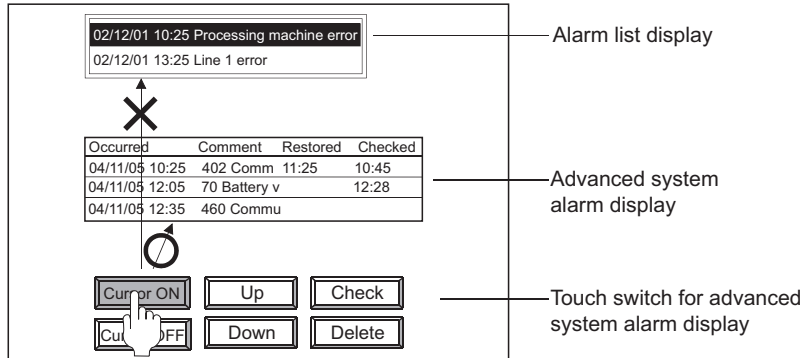 02/12/01 10:25 Processing machine error
02/12/01 13:25 Line 1 error
Alarm list display
Occurred Comment Restored Checked
04/11/05 10:25 402 Comm 11:25 10:45
04/11/05 12:05 70 Battery v 12:28
04/11/05 12:35 460 Commu
Advanced system
alarm display
Cursor ON Up Check
OFF Down Delete
Touch switch for advanced
system alarm display